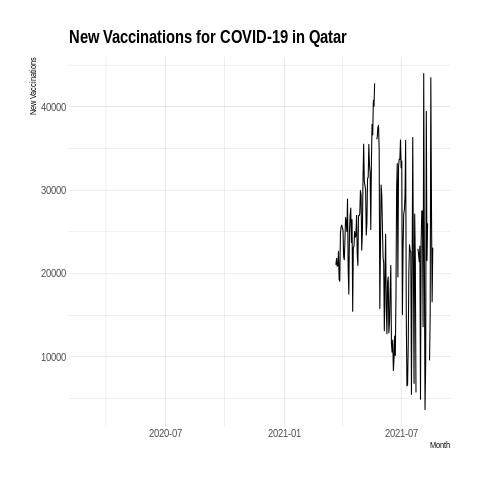 New Vaccinations for COVID-19 in Qatar
New Vaccinations
40000
30000
20000
10000
2020-07
2021-01
2021-07
Month